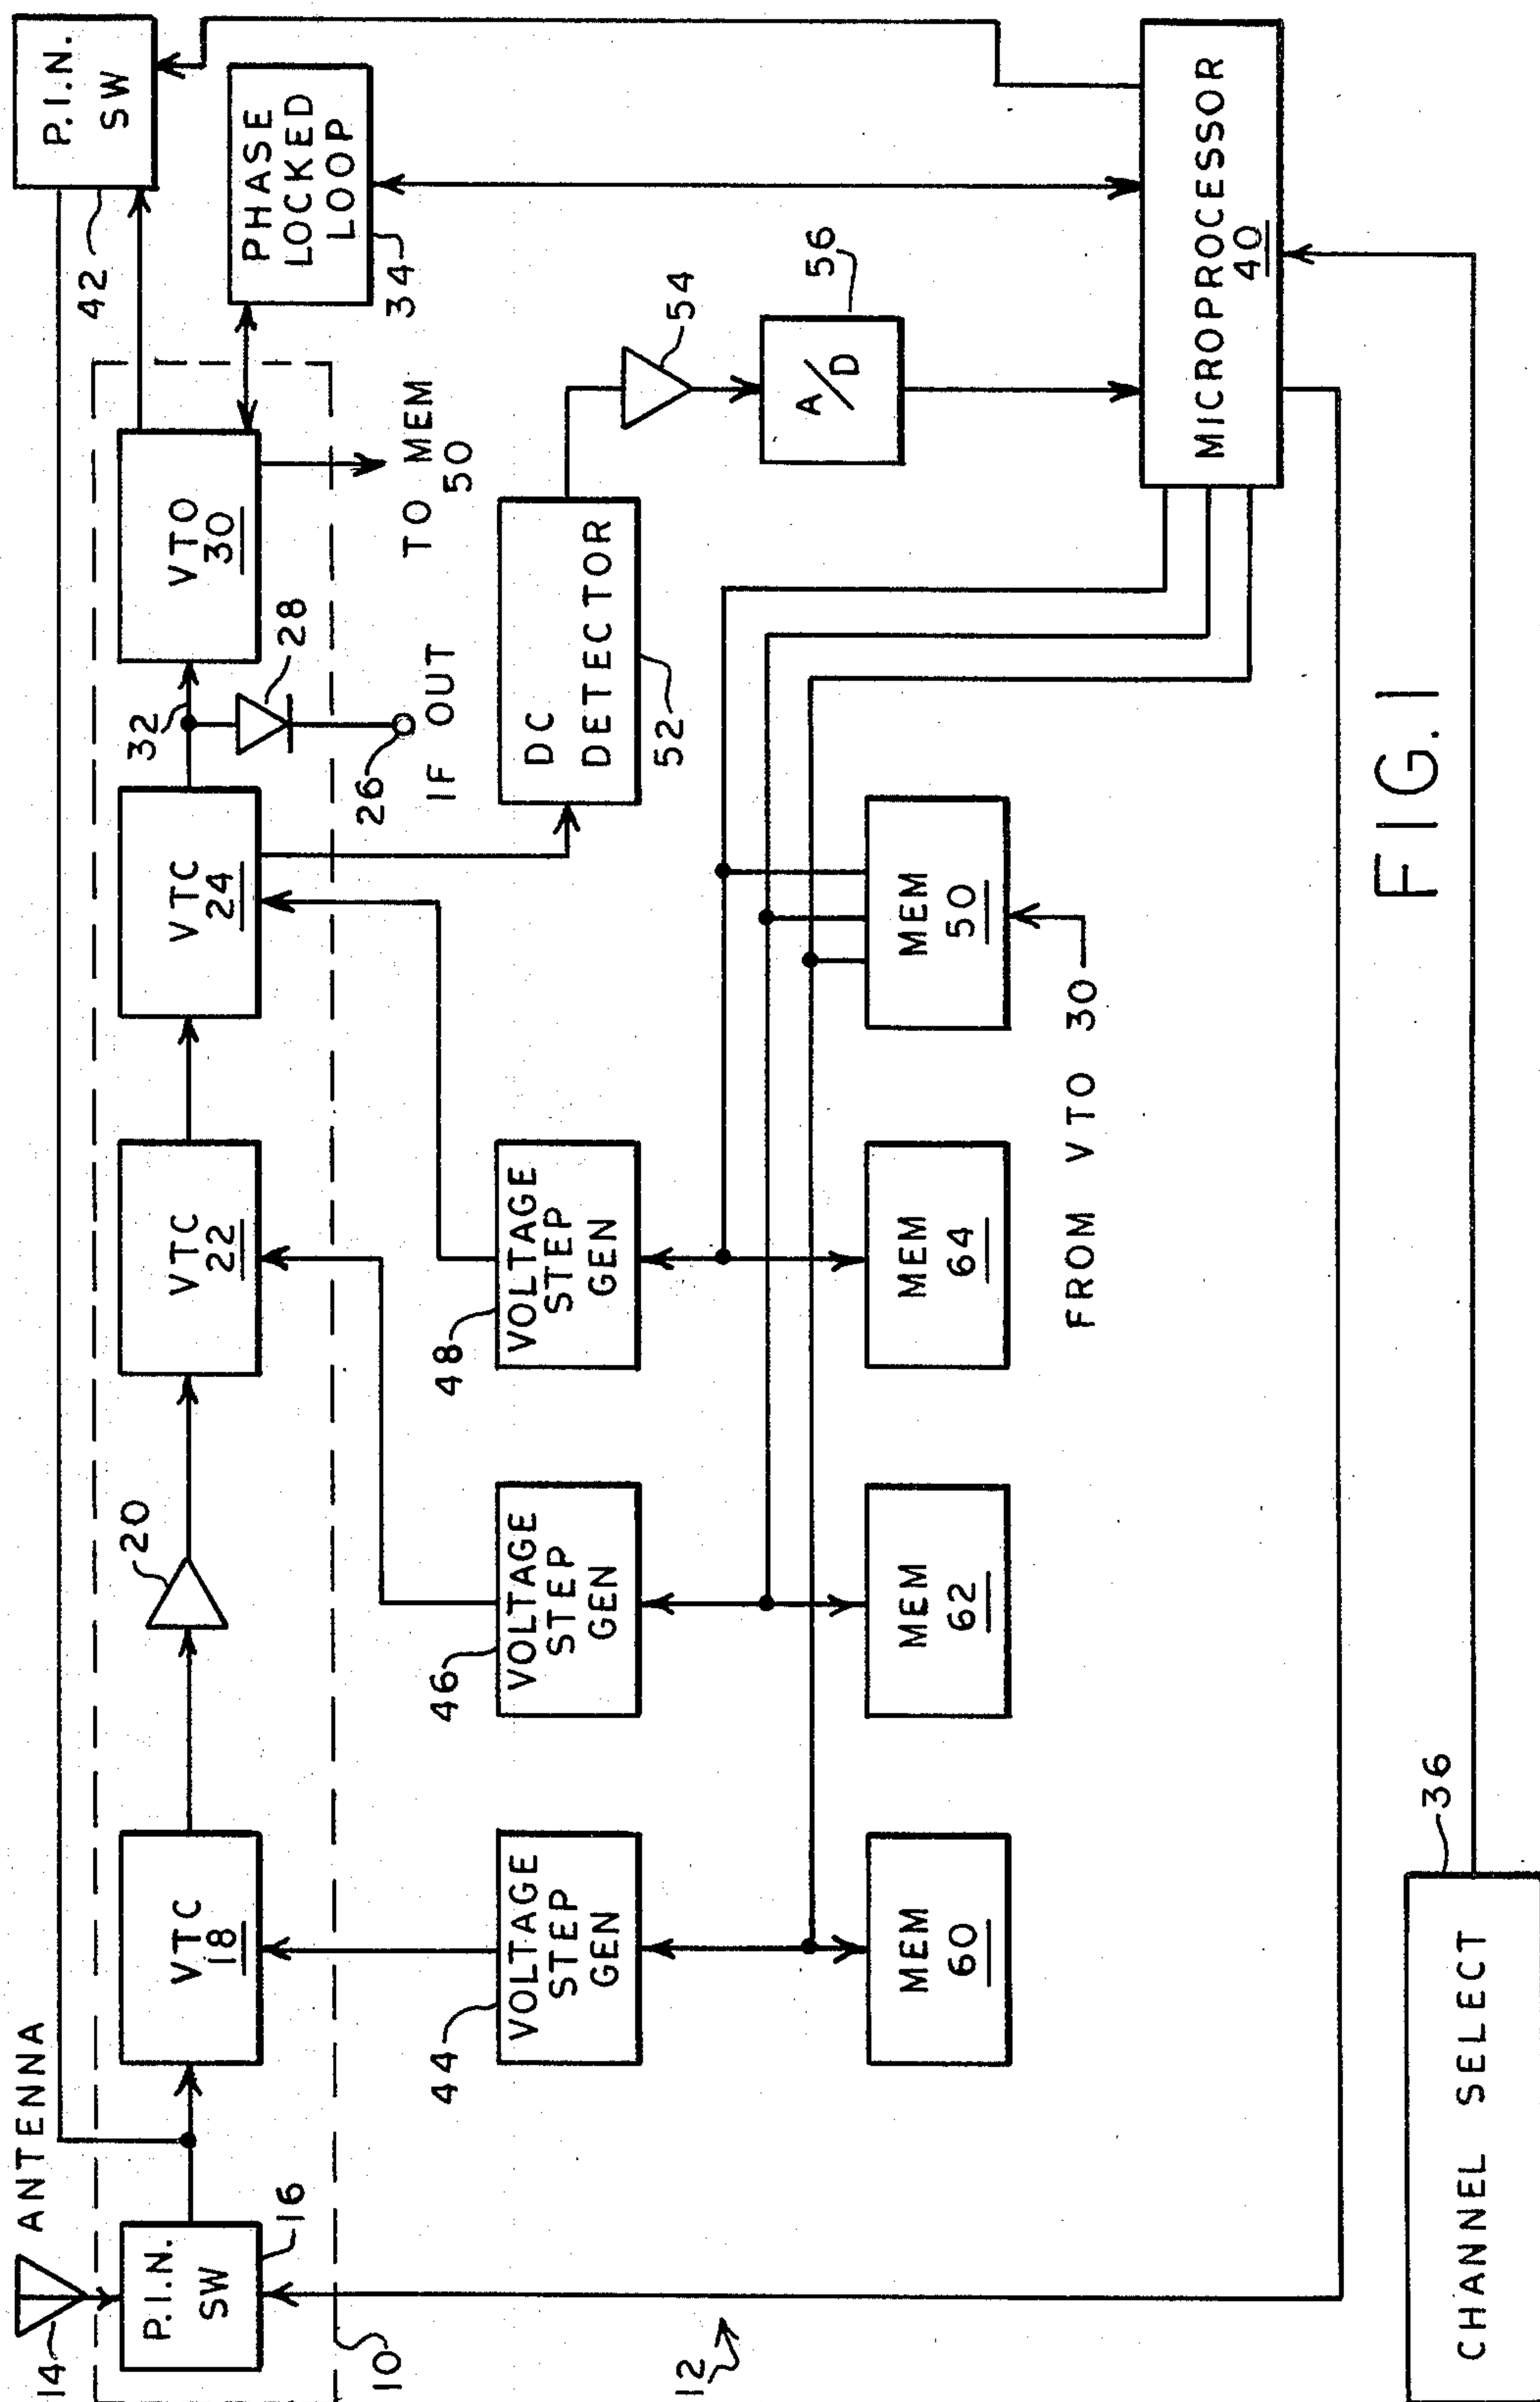 14
ANTENNA
P.I.N.
SW
16
VTC
18
20
VTC
22
VTC
24
32
28
26
IF OUT
VTO
30
TO MEM
50
42
P.I.N.
SW
PHASE
LOCKED
LOOP
34
10
12
44
VOLTAGE
STEP
GEN
46
VOLTAGE
STEP
GEN
48
VOLTAGE
STEP
GEN
DC
DETECTOR
52
54
A/D
56
MEM
60
MEM
62
MEM
64
MEM
50
FROM VTO 30
MICROPROCESSOR
40
CHANNEL SELECT
36
FIG. 1